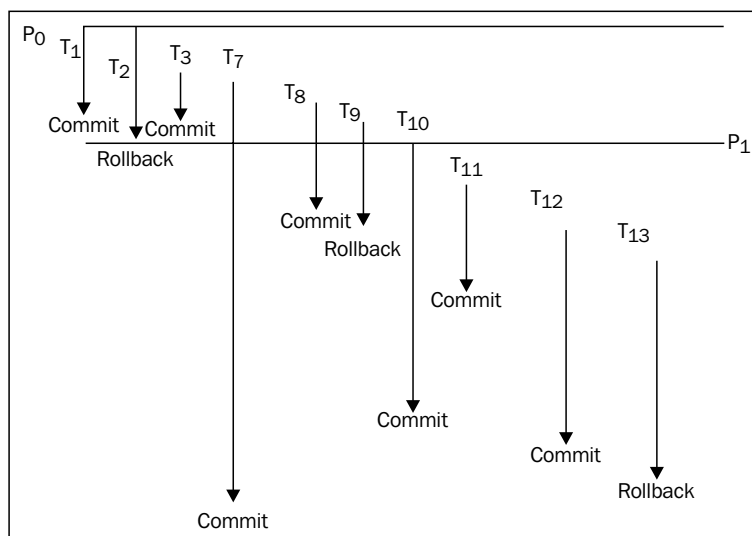 P0
T1
T2
T3
T7
T8
T9
T10
Commit
Commit
Rollback
P1
T11
T12
T13
Commit
Rollback
Commit
Commit
Commit
Rollback
Commit